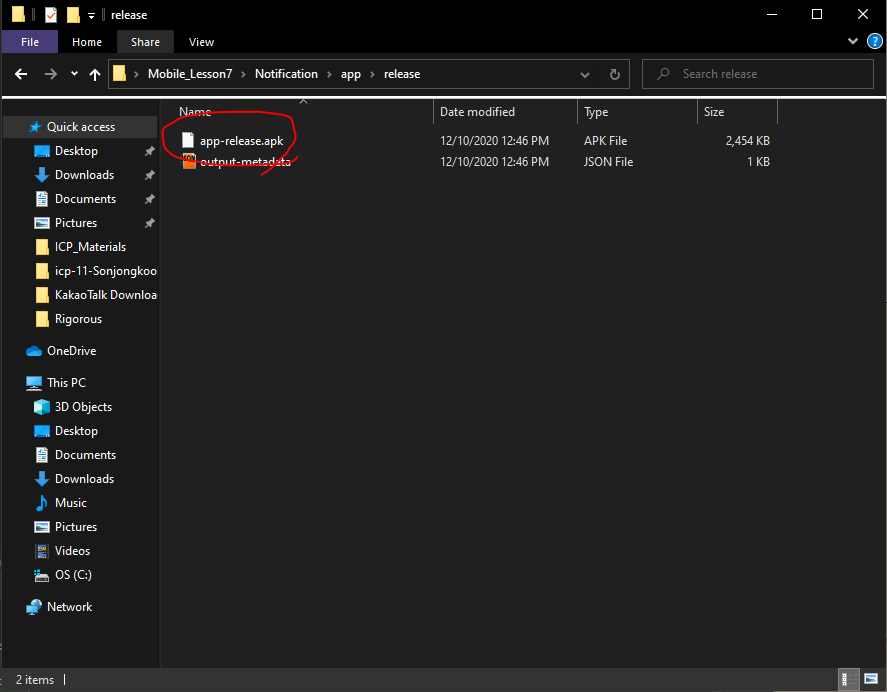 release
File Home Share View
Mobile_Lesson7 Notification app release
Search release
Name Date modified Type Size
Quick access
app-release.apk 12/10/2020 12:46 PM APK File 2,454 KB
output-metadata 12/10/2020 12:46 PM JSON File 1 KB
Desktop
Downloads
Documents
Pictures
ICP_Materials
icp-11-Sonjongkoo
KakaoTalk Downloa
Rigorous
OneDrive
This PC
3D Objects
Desktop
Documents
Downloads
Music
Pictures
Videos
OS (C:)
Network
2 items